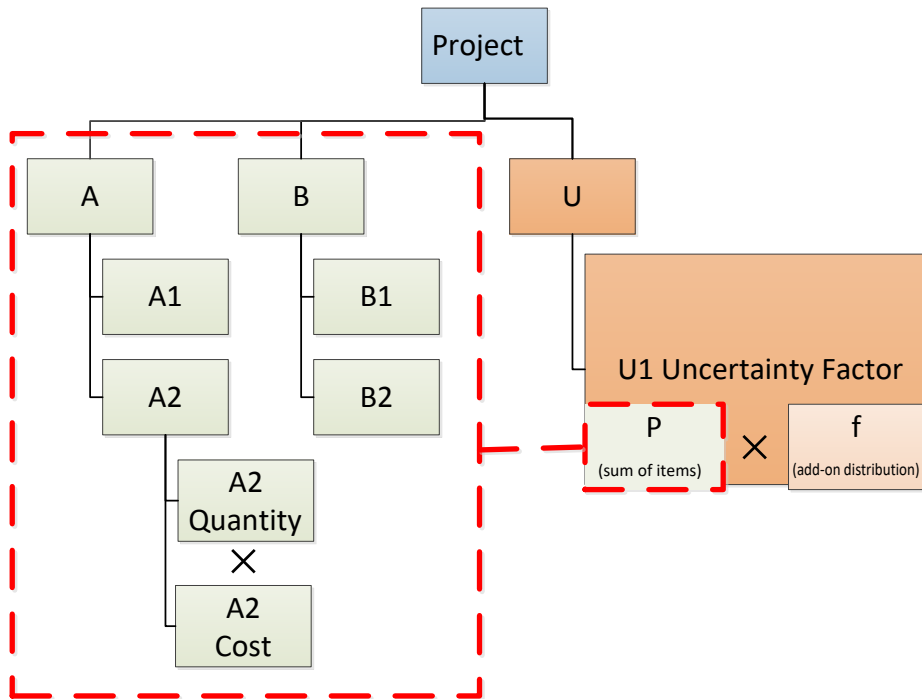 Project
A
B
U
A1
B1
A2
B2
U1 Uncertainty Factor
P
(sum of items)
×
f
(add-on distribution)
A2
Quantity
×
A2
Cost